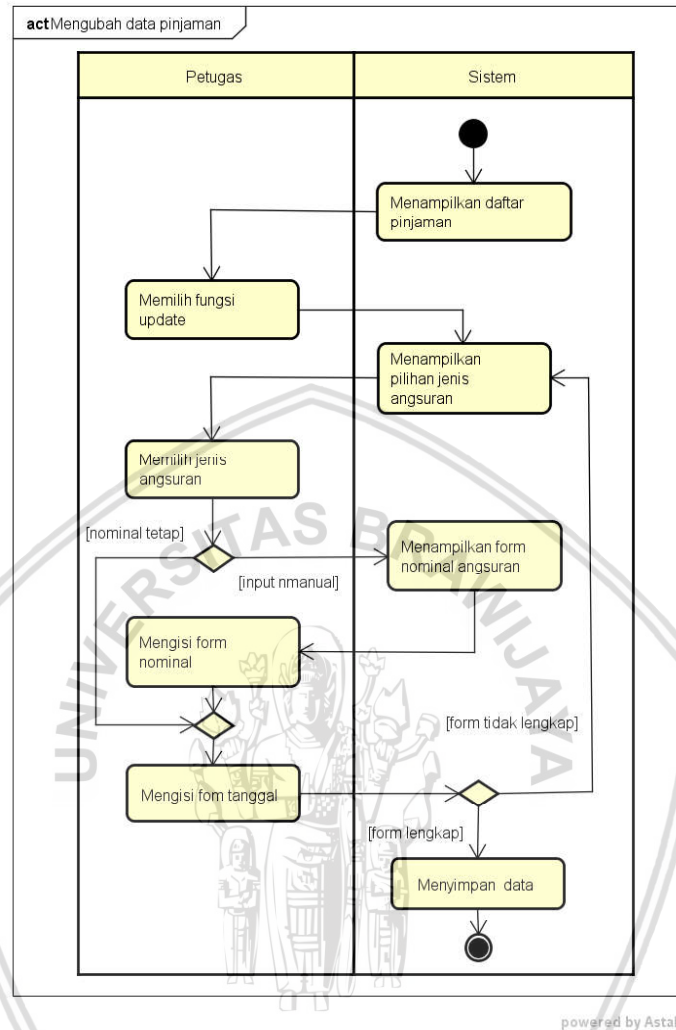 act Mengubah data pinjaman
Petugas
Sistem
Menampilkan daftar
pinjaman
Memilih fungsi
update
Menampilkan
pilihan jenis
angsuran
Memilih jenis
angsuran
[nominal tetap]
[input nmanual]
Menampilkan form
nominal angsuran
Mengisi form
nominal
[form tidak lengkap]
Mengisi fom tanggal
[form lengkap]
Menyimpan data
UNIVERSITAS BRAWIJAYA
powered by Astah